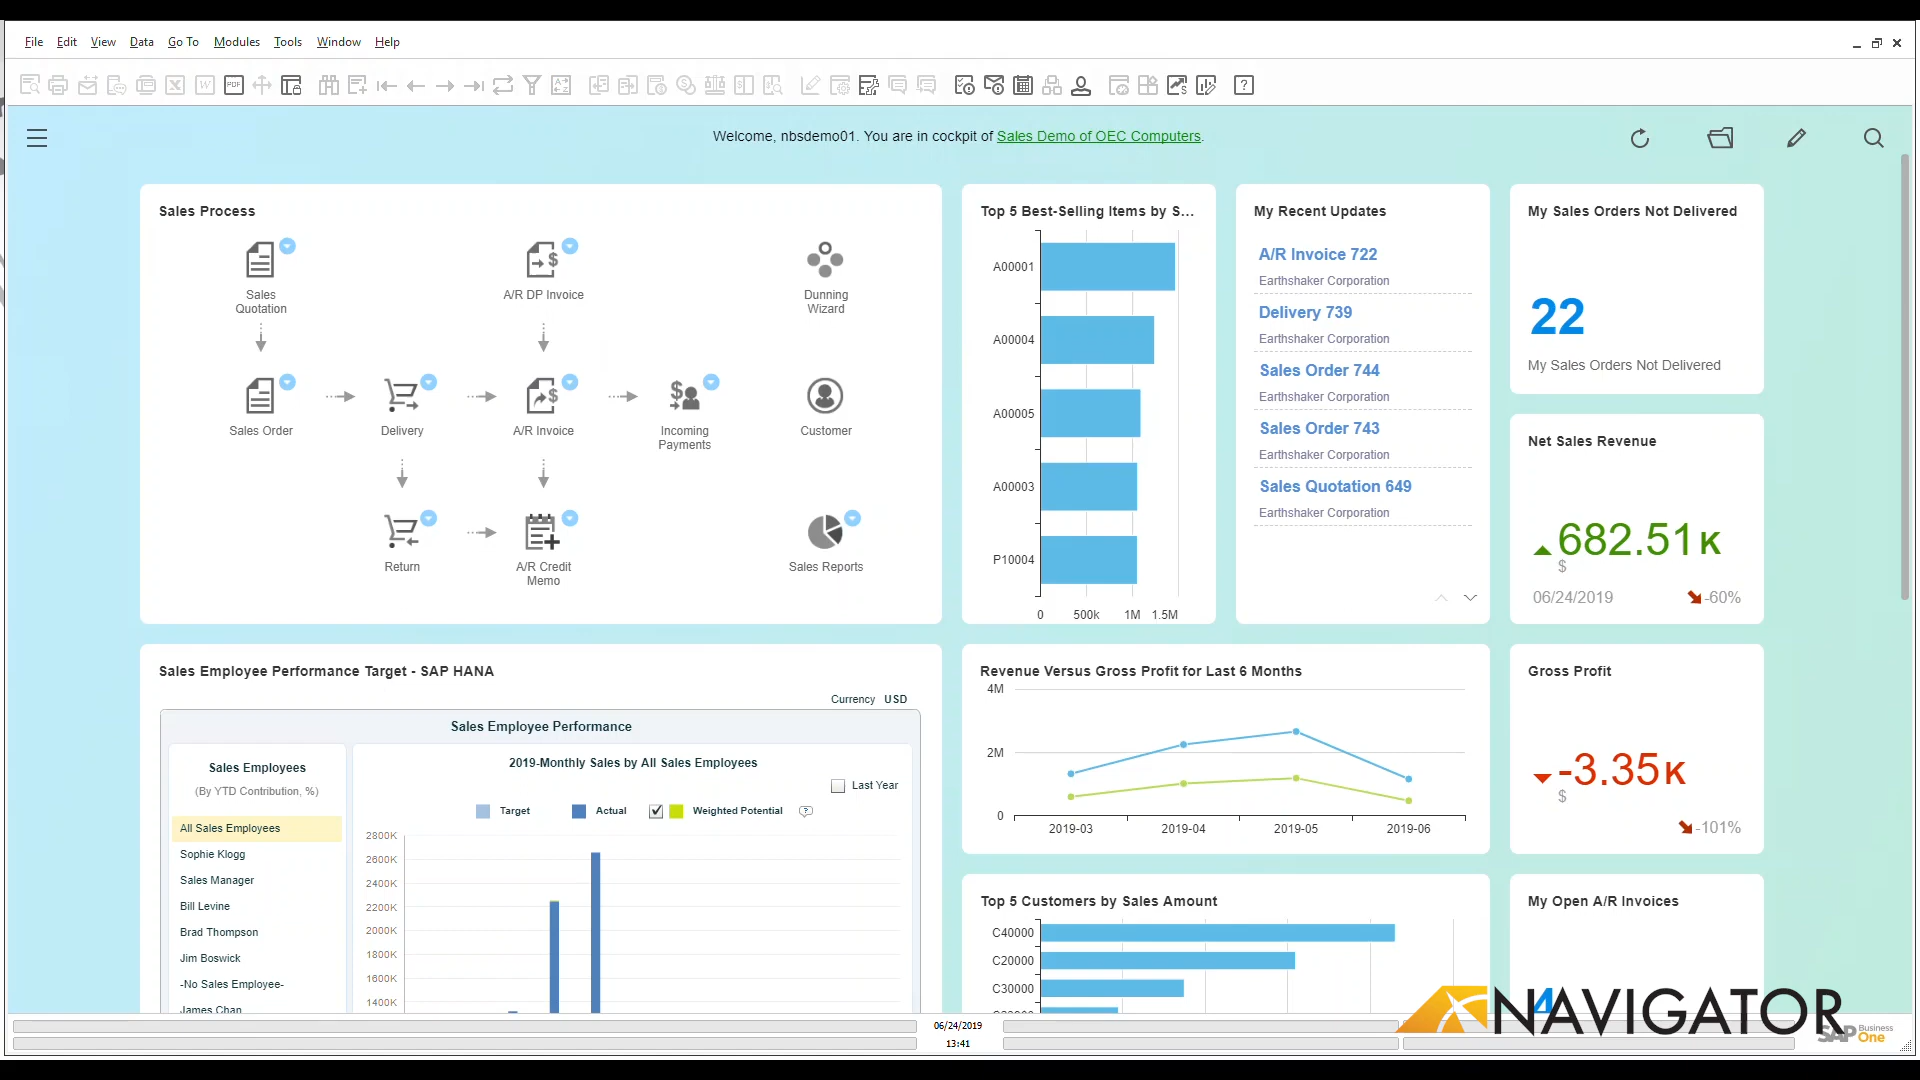 File Edit View Data Go To Modules Tools Window Help
PDF
Welcome, nbsdemo01. You are in cockpit of Sales Demo of OEC Computers.
Sales Process
Sales
Quotation
A/R DP Invoice
Dunning
Wizard
Sales Order
Delivery
A/R Invoice
Incoming
Payments
Customer
Return
A/R Credit
Memo
Sales Reports
Top 5 Best-Selling Items by S...
A00001
A00004
A00005
A00003
P10004
0 500k 1M 1.5M
My Recent Updates
A/R Invoice 722
Earthshaker Corporation
Delivery 739
Earthshaker Corporation
Sales Order 744
Earthshaker Corporation
Sales Order 743
Earthshaker Corporation
Sales Quotation 649
Earthshaker Corporation
My Sales Orders Not Delivered
22
My Sales Orders Not Delivered
Net Sales Revenue
682.51K
$
06/24/2019 -60%
Sales Employee Performance Target - SAP HANA
Currency USD
Sales Employee Performance
Sales Employees
(By YTD Contribution, %)
All Sales Employees
Sophie Klogg
Sales Manager
Bill Levine
Brad Thompson
Jim Boswick
-No Sales Employee-
James Chan
2019-Monthly Sales by All Sales Employees
Last Year
Target Actual Weighted Potential
2800K
2600K
2400K
2200K
2000K
1800K
1600K
1400K
Revenue Versus Gross Profit for Last 6 Months
4M
2M
0
2019-03 2019-04 2019-05 2019-06
Gross Profit
-3.35K
$
-101%
Top 5 Customers by Sales Amount
C40000
C20000
C30000
My Open A/R Invoices
4
NAVIGATOR
SAP Business
One
06/24/2019
13:41